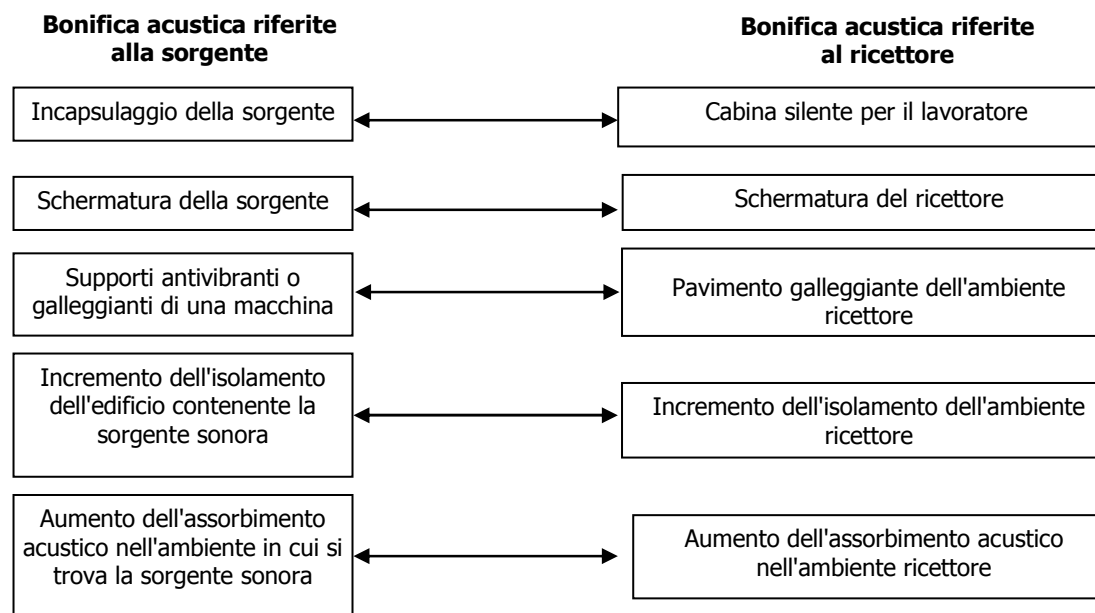 Bonifica acustica riferite
alla sorgente
Bonifica acustica riferite
al ricettore
Incapsulaggio della sorgente
Cabina silente per il lavoratore
Schermatura della sorgente
Schermatura del ricettore
Supporti antivibranti o
galleggianti di una macchina
Pavimento galleggiante dell'ambiente
ricettore
Incremento dell'isolamento
dell'edificio contenente la
sorgente sonora
Incremento dell'isolamento dell'ambiente
ricettore
Aumento dell'assorbimento
acustico nell'ambiente in cui si
trova la sorgente sonora
Aumento dell'assorbimento acustico
nell'ambiente ricettore